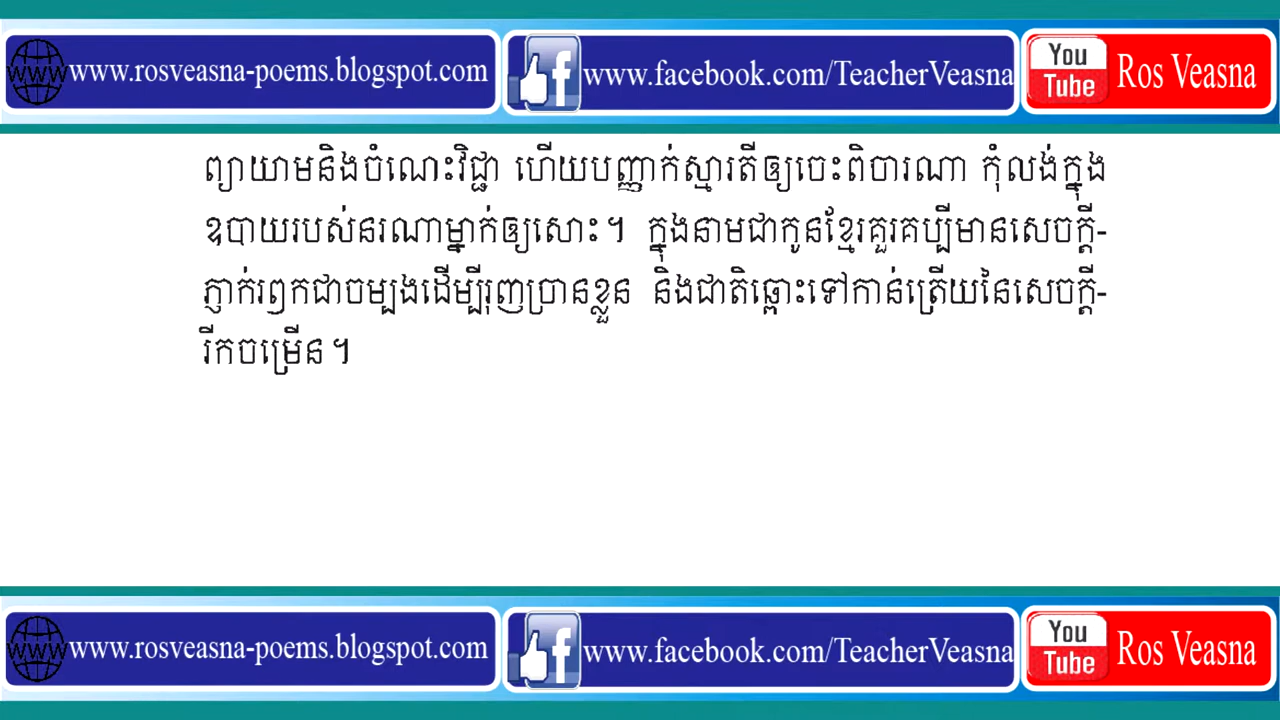 www.rosveasna-poems.blogspot.com www.facebook.com/TeacherVeasna You Tube Ros Veasna
ព្យាយាមនិងចំណេះវិជ្ជា ហើយបញ្ញាក់ស្មារតីឲ្យចេះពិចារណា កុំលង់ក្នុង
ឧបាយរបស់នរណាម្នាក់ឲ្យសោះ។ ក្នុងនាមជាកូនខ្មែរគួរគប្បីមានសេចក្ដី-
ភ្ញាក់រឭកជាចម្បងដើម្បីរុញច្រានខ្លួន និងជាតិឆ្ពោះទៅកាន់ត្រើយនៃសេចក្ដី-
រីកចម្រើន។
www.rosveasna-poems.blogspot.com www.facebook.com/TeacherVeasna You Tube Ros Veasna